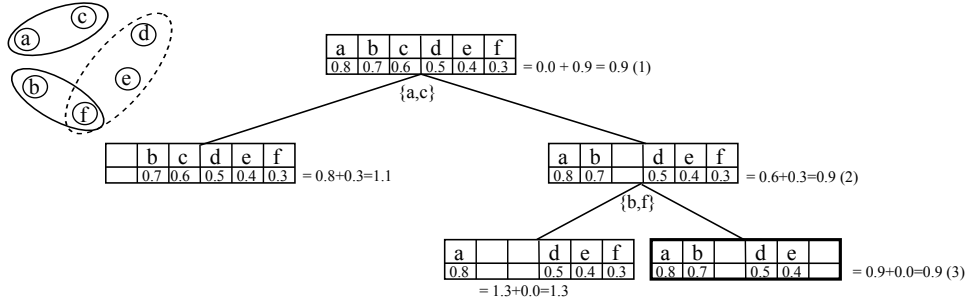 c
a
d
b
e
f
a b c d e f
0.8 0.7 0.6 0.5 0.4 0.3 = 0.0 + 0.9 = 0.9 (1)
{a,c}
b c d e f
0.7 0.6 0.5 0.4 0.3 = 0.8+0.3=1.1
a b d e f
0.8 0.7 0.5 0.4 0.3 = 0.6+0.3=0.9 (2)
{b,f}
a d e f
0.8 0.5 0.4 0.3
= 1.3+0.0=1.3
a b d e
0.8 0.7 0.5 0.4 = 0.9+0.0=0.9 (3)